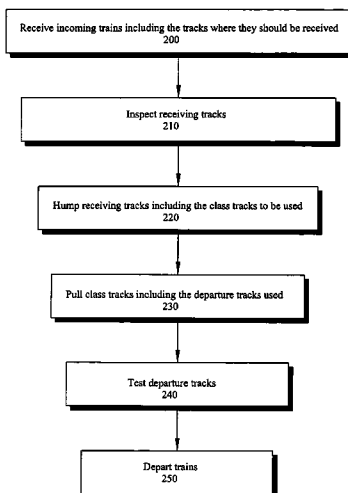 Receive incoming trains including the tracks where they should be received
200
Inspect receiving tracks
210
Hump receiving tracks including the class tracks to be used
220
Pull class tracks including the departure tracks used
230
Test departure tracks
240
Depart trains
250